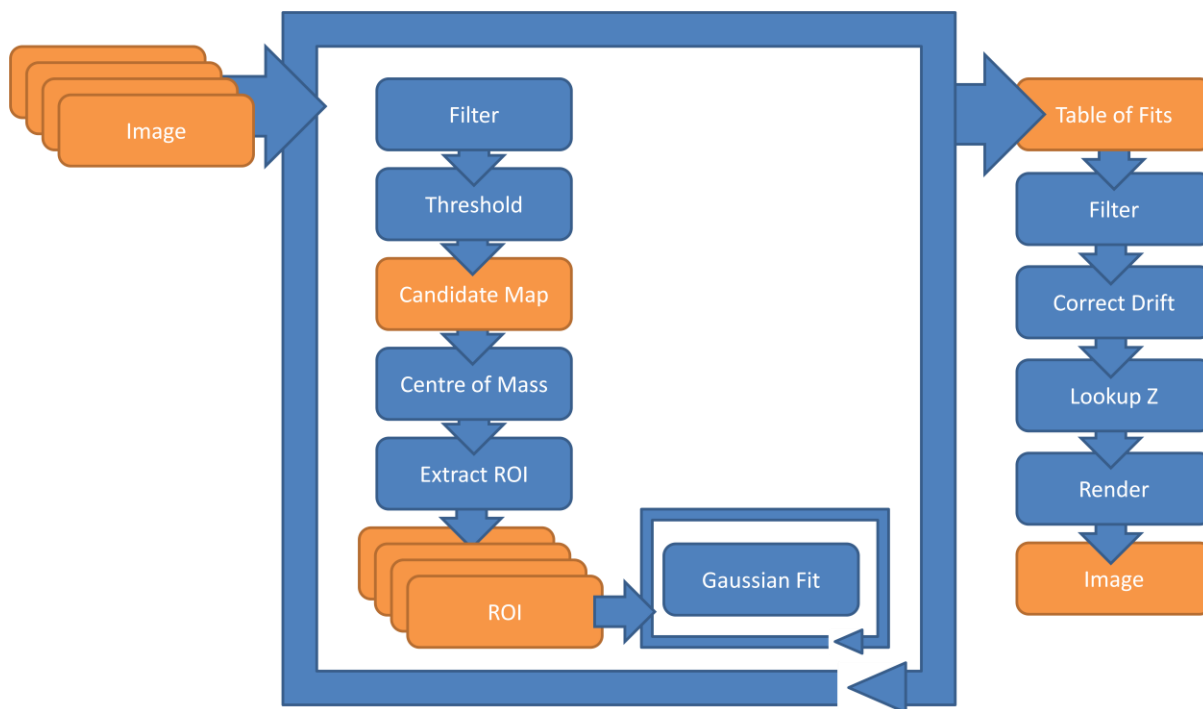 Image
Filter
Threshold
Candidate Map
Centre of Mass
Extract ROI
ROI
Gaussian Fit
Table of Fits
Filter
Correct Drift
Lookup Z
Render
Image